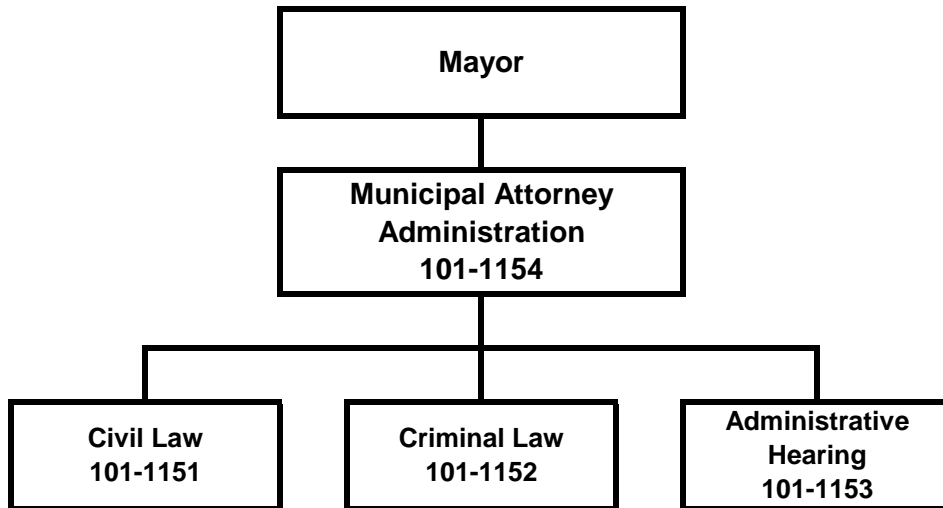 Mayor
Municipal Attorney
Administration
101-1154
Civil Law
101-1151
Criminal Law
101-1152
Administrative
Hearing
101-1153